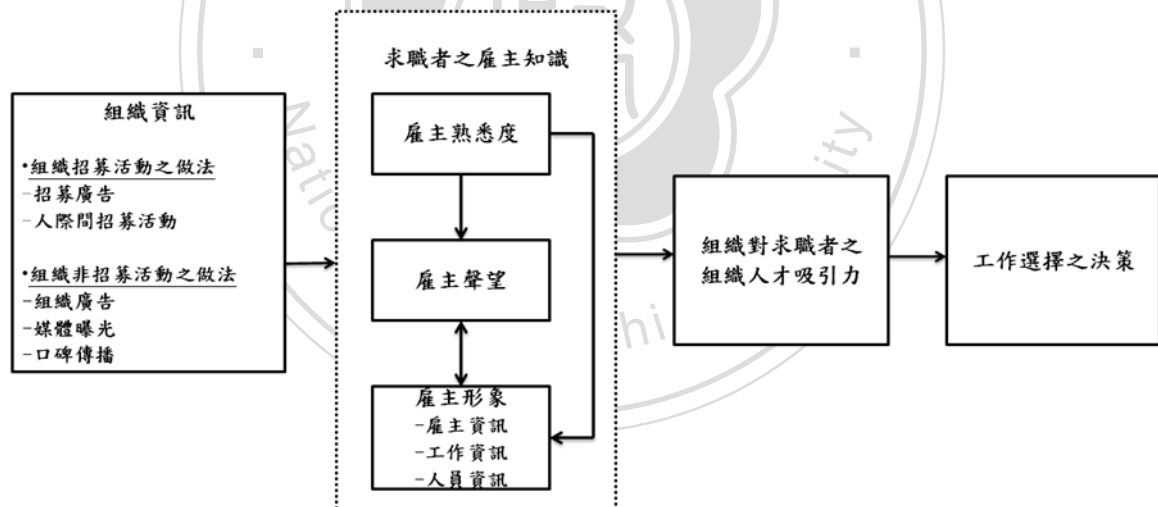 組織資訊
•組織招募活動之做法
-招募廣告
-人際間招募活動
•組織非招募活動之做法
-組織廣告
-媒體曝光
-口碑傳播
求職者之雇主知識
雇主熟悉度
雇主聲望
雇主形象
-雇主資訊
-工作資訊
-人員資訊
組織對求職者之
組織人才吸引力
工作選擇之決策